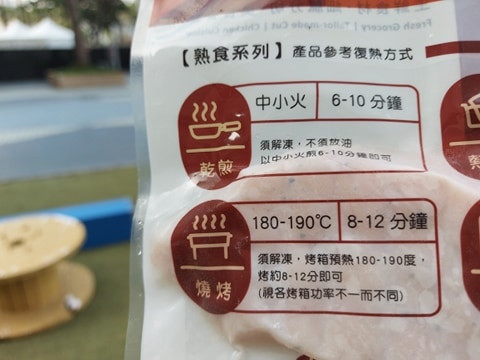 Fresh Grocery | Tailor-made Cut | Chicken
【熟食系列】產品參考復熱方式
中小火 6-10 分鐘
須解凍，不須放油
以中小火煎6-10分鐘即可
乾煎
180-190℃ 8-12 分鐘
須解凍，烤箱預熱180-190度，
烤約8-12分即可
(視各烤箱功率不一而不同)
燒烤